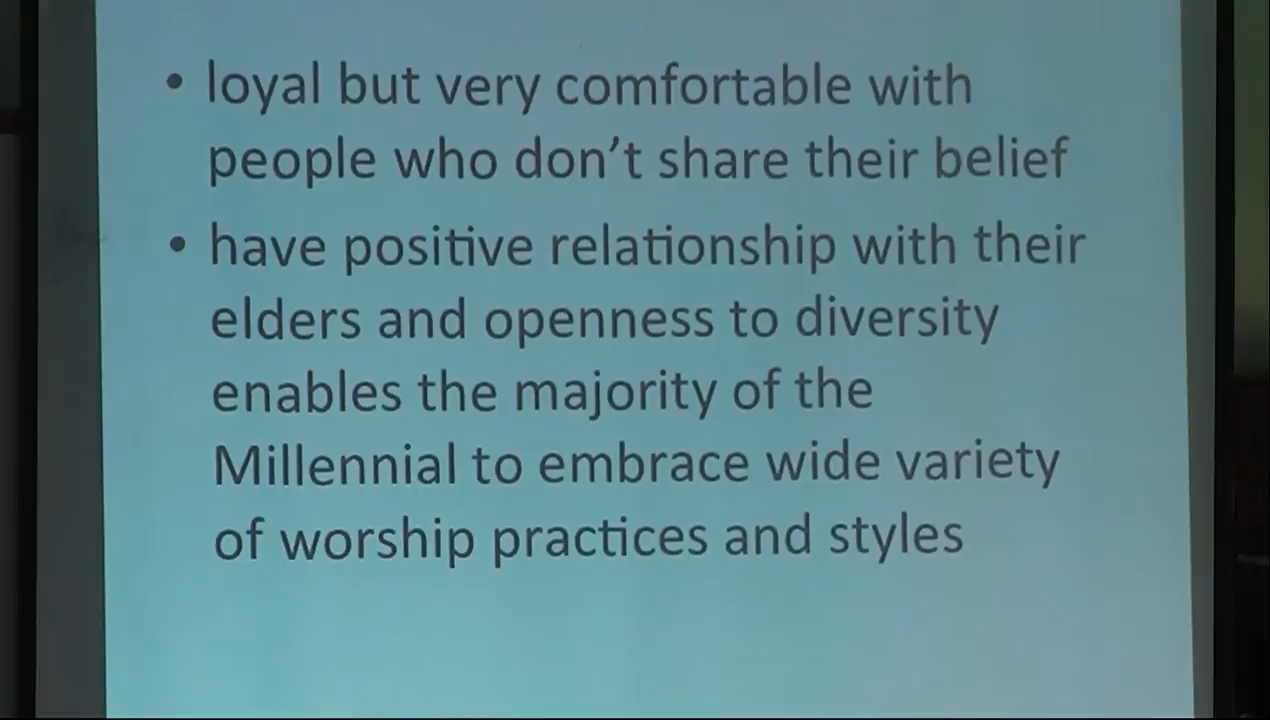 • loyal but very comfortable with
people who don’t share their belief
• have positive relationship with their
elders and openness to diversity
enables the majority of the
Millennial to embrace wide variety
of worship practices and styles